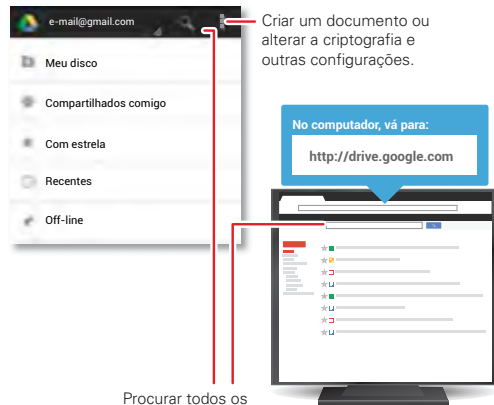 e-mail@gmail.com
Meu disco
Compartilhados comigo
Com estrela
Recentes
Off-line
Criar um documento ou
alterar a criptografia e
outras configurações.
No computador, vá para:
http://drive.google.com
Procurar todos os